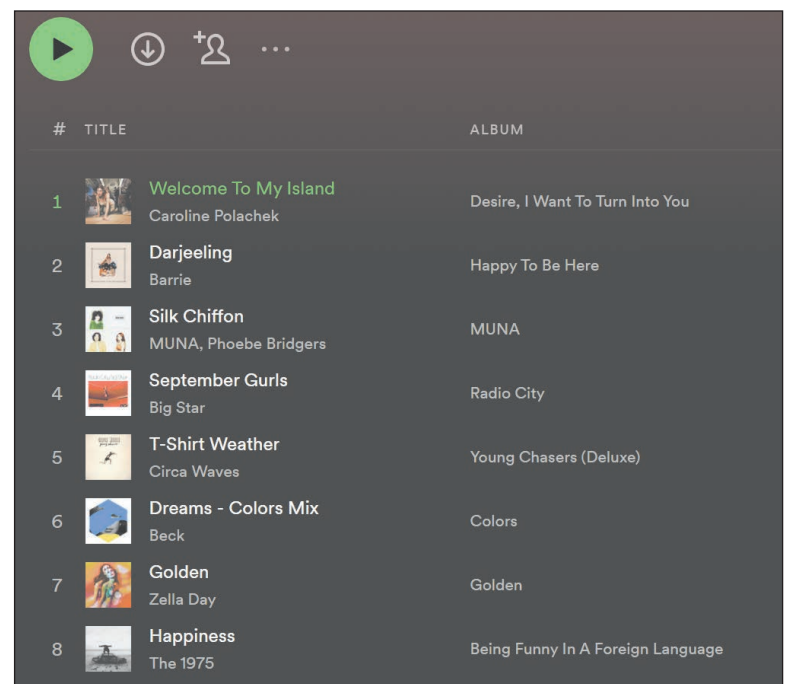 # TITLE ALBUM
1 Welcome To My Island
Caroline Polachek
Desire, I Want To Turn Into You
2 Darjeeling
Barrie
Happy To Be Here
3 Silk Chiffon
MUNA, Phoebe Bridgers
MUNA
4 September Gurls
Big Star
Radio City
5 T-Shirt Weather
Circa Waves
Young Chasers (Deluxe)
6 Dreams - Colors Mix
Beck
Colors
7 Golden
Zella Day
Golden
8 Happiness
The 1975
Being Funny In A Foreign Language